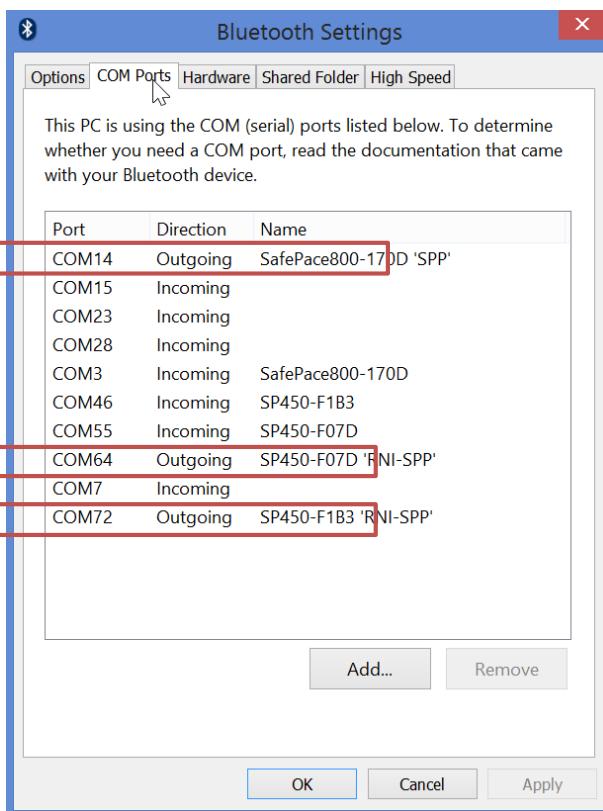 Bluetooth Settings
Options COM Ports Hardware Shared Folder High Speed
This PC is using the COM (serial) ports listed below. To determine
whether you need a COM port, read the documentation that came
with your Bluetooth device.
Port Direction Name
COM14 Outgoing SafePace800-170D 'SPP'
COM15 Incoming
COM23 Incoming
COM28 Incoming
COM3 Incoming SafePace800-170D
COM46 Incoming SP450-F1B3
COM55 Incoming SP450-F07D
COM64 Outgoing SP450-F07D 'RNI-SPP'
COM7 Incoming
COM72 Outgoing SP450-F1B3 'RNI-SPP'
Add... Remove
OK Cancel Apply